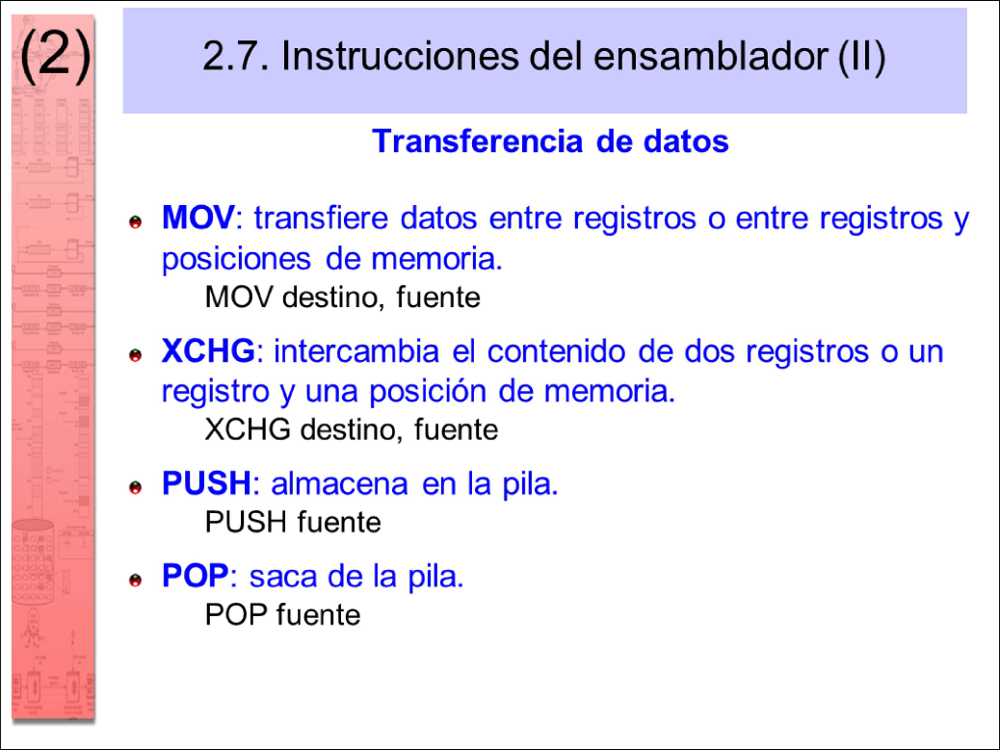 (2)
2.7. Instrucciones del ensamblador (II)
Transferencia de datos
MOV: transfiere datos entre registros o entre registros y
posiciones de memoria.
MOV destino, fuente
XCHG: intercambia el contenido de dos registros o un
registro y una posición de memoria.
XCHG destino, fuente
PUSH: almacena en la pila.
PUSH fuente
POP: saca de la pila.
POP fuente